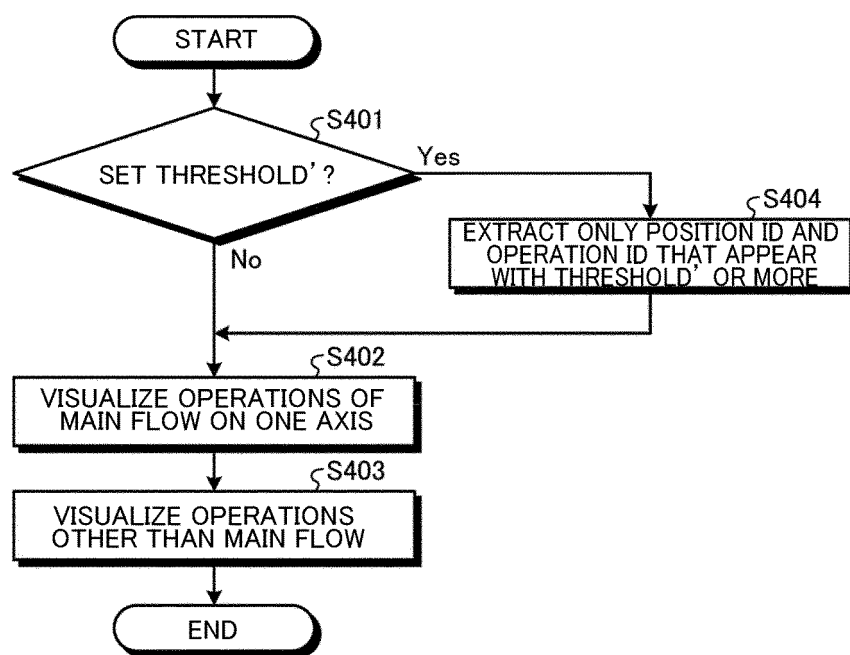 START
S401
SET THRESHOLD' ?
Yes
No
S404
EXTRACT ONLY POSITION ID AND
OPERATION ID THAT APPEAR
WITH THRESHOLD' OR MORE
S402
VISUALIZE OPERATIONS OF
MAIN FLOW ON ONE AXIS
S403
VISUALIZE OPERATIONS
OTHER THAN MAIN FLOW
END